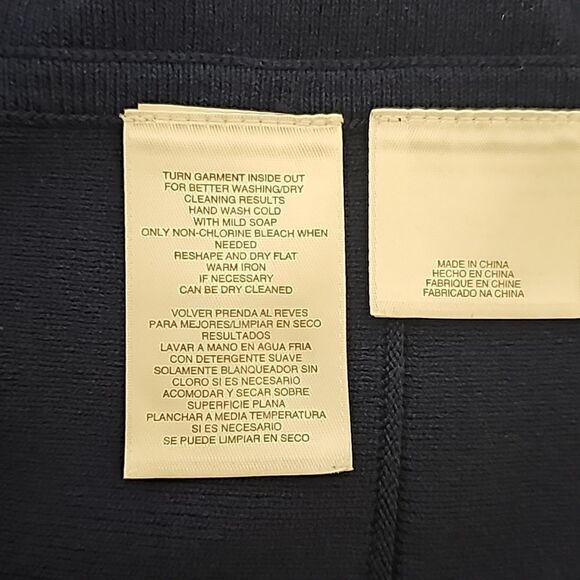 TURN GARMENT INSIDE OUT
FOR BETTER WASHING/DRY
CLEANING RESULTS
HAND WASH COLD
WITH MILD SOAP
ONLY NON-CHLORINE BLEACH WHEN
NEEDED
RESHAPE AND DRY FLAT
WARM IRON
IF NECESSARY
CAN BE DRY CLEANED
VOLVER PRENDA AL REVES
PARA MEJORES/LIMPIAR EN SECO
RESULTADOS
LAVAR A MANO EN AGUA FRIA
CON DETERGENTE SUAVE
SOLAMENTE BLANQUEADOR SIN
CLORO SI ES NECESARIO
ACOMODAR Y SECAR SOBRE
SUPERFICIE PLANA
PLANCHAR A MEDIA TEMPERATURA
SI ES NECESARIO
SE PUEDE LIMPIAR EN SECO
MADE IN CHINA
HECHO EN CHINA
FABRIQUE EN CHINE
FABRICADO NA CHINA